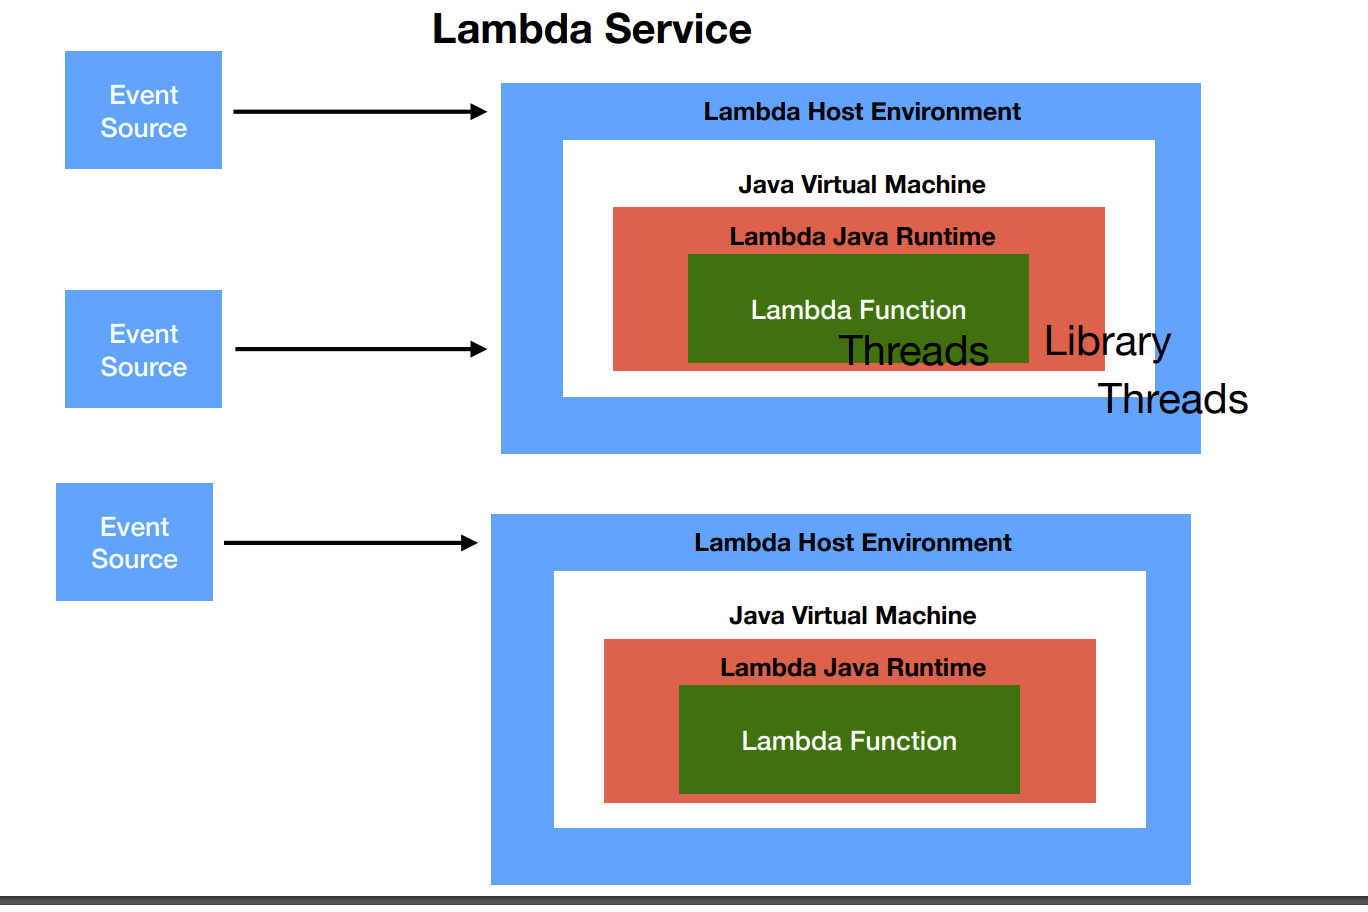 Lambda Service
Event
Source
Lambda Host Environment
Java Virtual Machine
Lambda Java Runtime
Lambda Function
Threads
Library
Threads
Event
Source
Event
Source
Lambda Host Environment
Java Virtual Machine
Lambda Java Runtime
Lambda Function